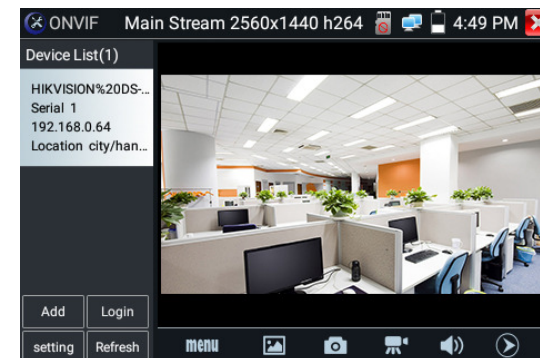 ONVIF Main Stream 2560x1440 h264 4:49 PM
Device List(1)
HIKVISION%20DS-...
Serial 1
192.168.0.64
Location city/han...
Add Login
setting Refresh
menu